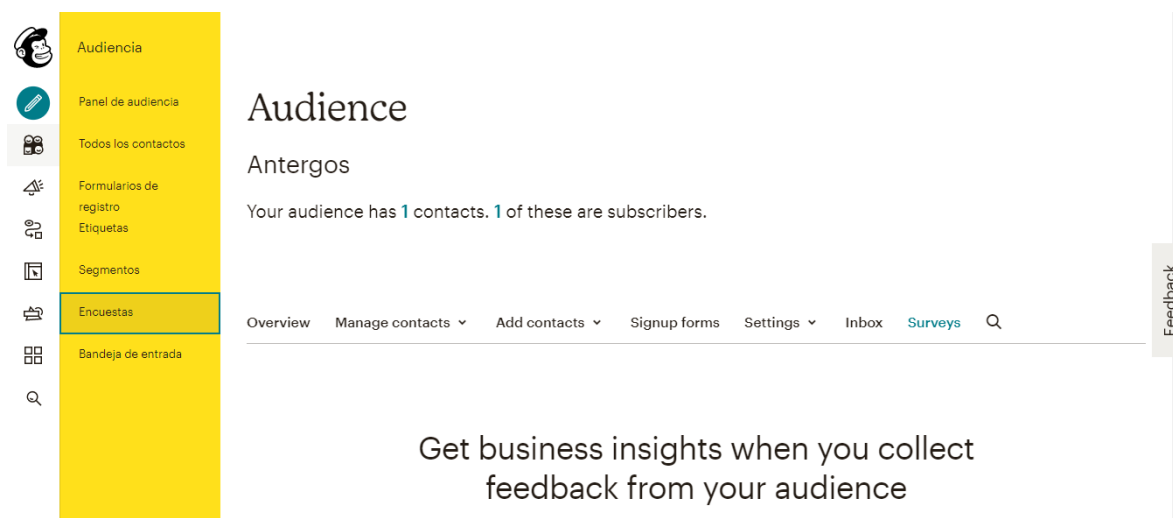 Audiencia
Panel de audiencia
Todos los contactos
Formularios de
registro
Etiquetas
Segmentos
Encuestas
Bandeja de entrada
Audience
Antergos
Your audience has 1 contacts. 1 of these are subscribers.
Overview Manage contacts Add contacts Signup forms Settings Inbox Surveys
Get business insights when you collect
feedback from your audience
Feedback